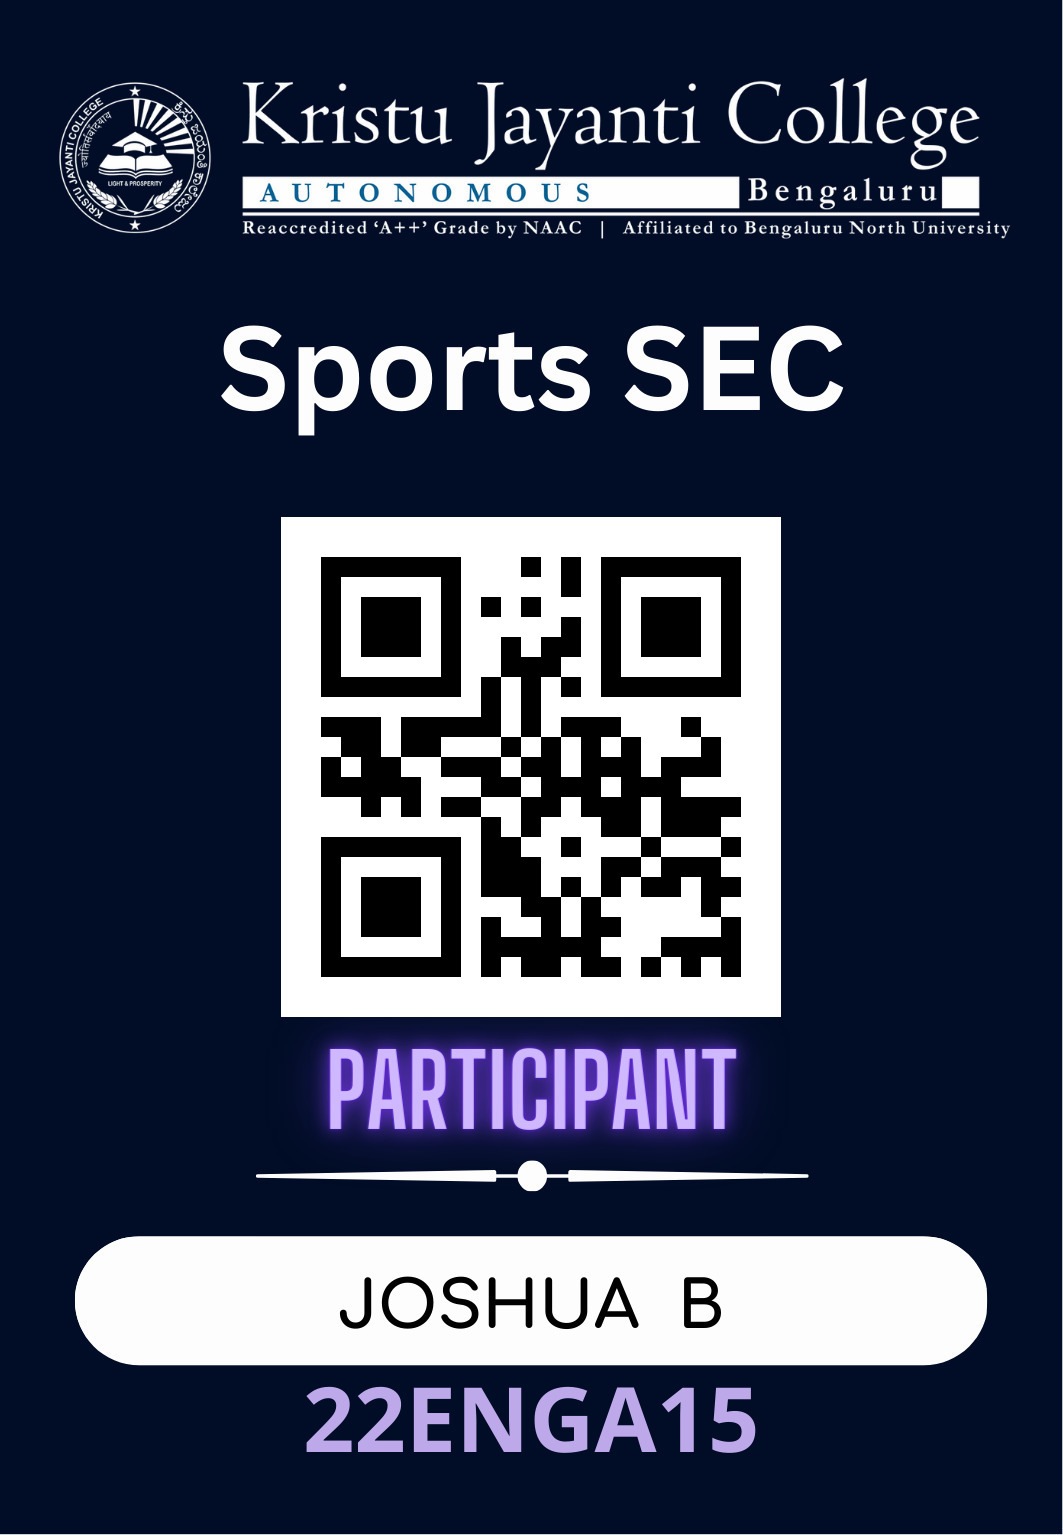 Kristu Jayanti College
AUTONOMOUS Bengaluru
Reaccredited ‘A++’ Grade by NAAC | Affiliated to Bengaluru North University
KRISTU JAYANTI COLLEGE
ಕ್ರಿಸ್ತು ಜಯಂತಿ ಕಾಲೇಜು
LIGHT & PROSPERITY
Sports SEC
PARTICIPANT
JOSHUA B
22ENGA15